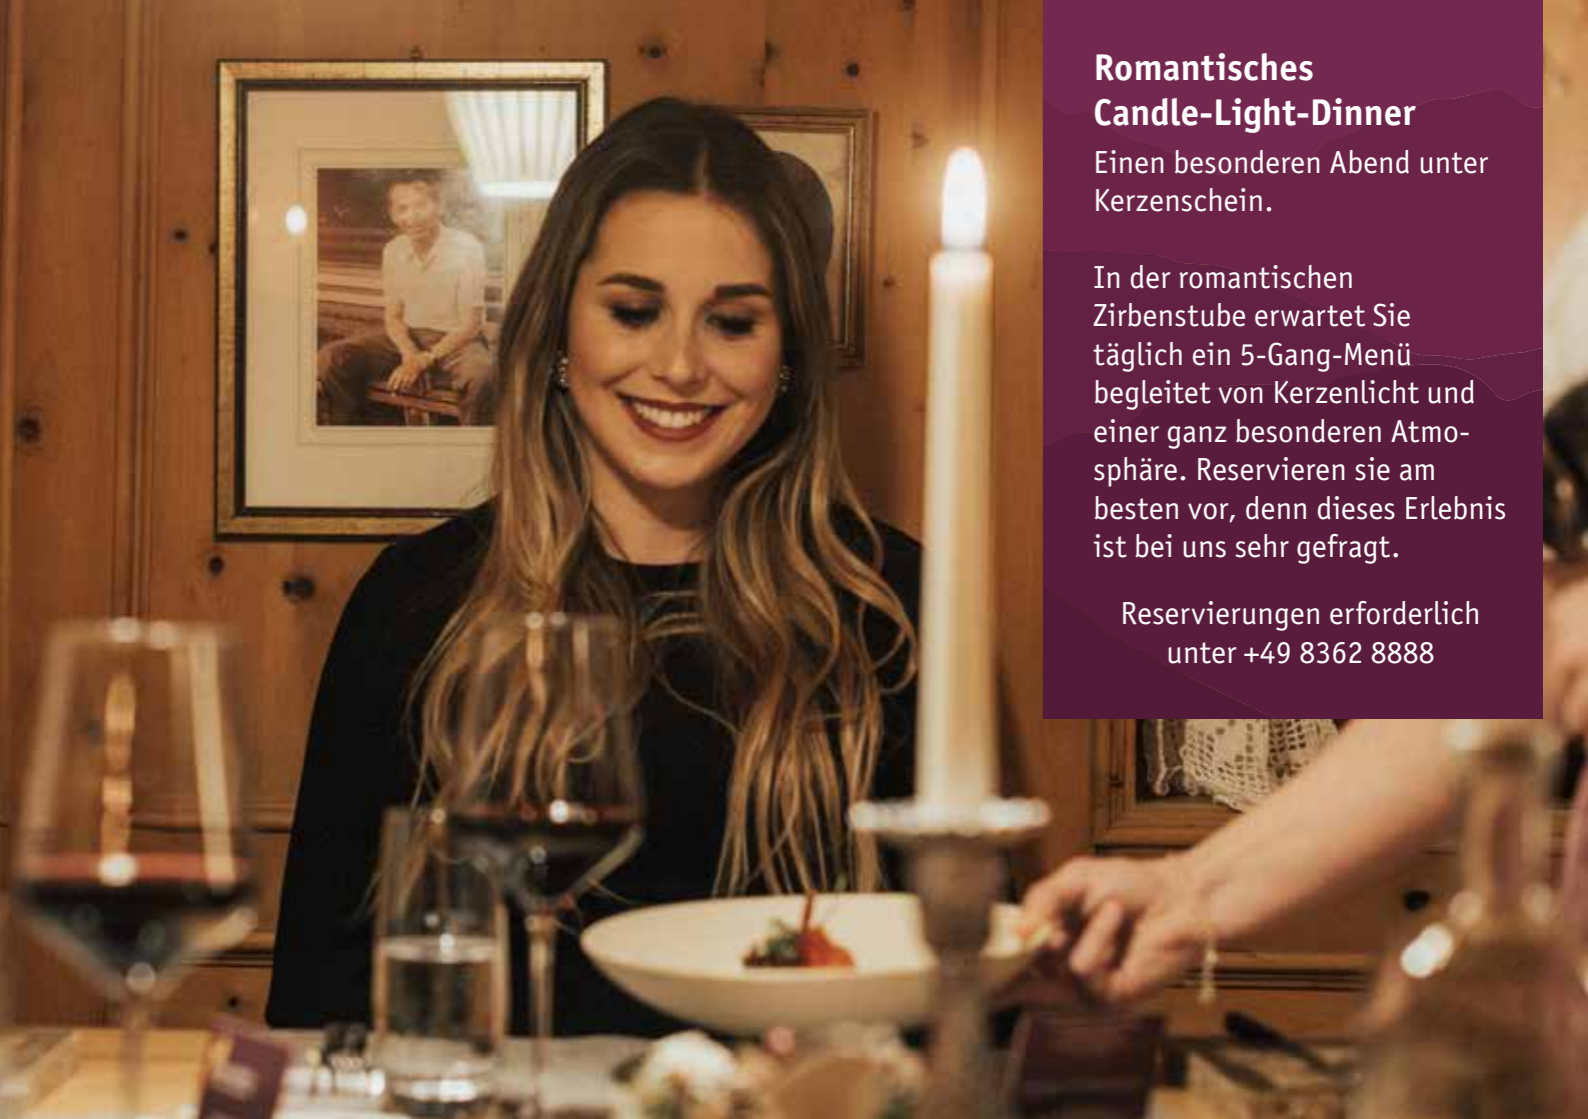 Romantisches
Candle-Light-Dinner
Einen besonderen Abend unter
Kerzenschein.
In der romantischen
Zirbenstube erwartet Sie
täglich ein 5-Gang-Menü
begleitet von Kerzenlicht und
einer ganz besonderen Atmo-
sphäre. Reservieren sie am
besten vor, denn dieses Erlebnis
ist bei uns sehr gefragt.
Reservierungen erforderlich
unter +49 8362 8888